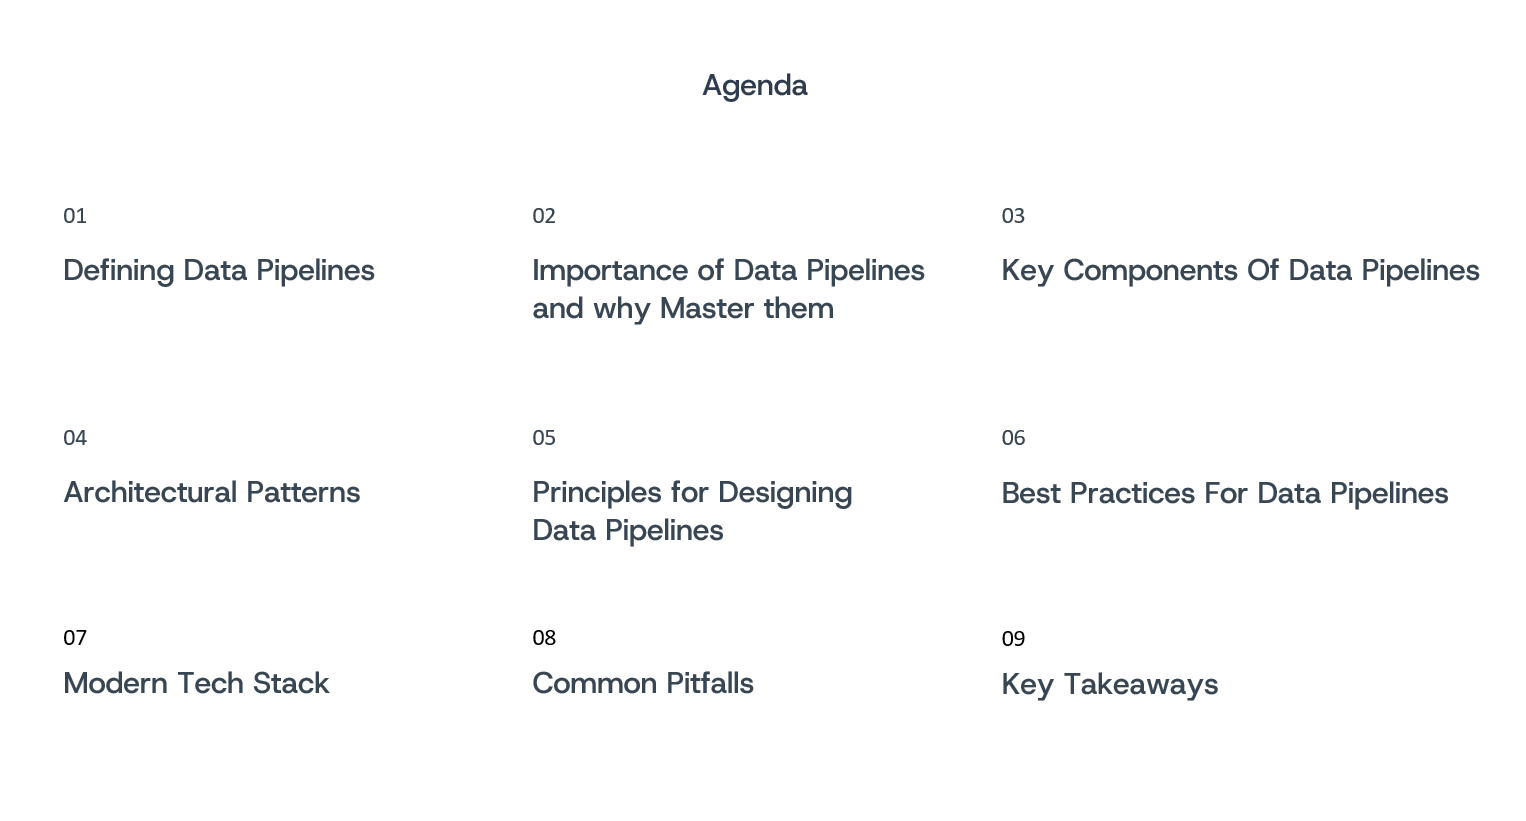 Agenda
01
Defining Data Pipelines
02
Importance of Data Pipelines
and why Master them
03
Key Components Of Data Pipelines
04
Architectural Patterns
05
Principles for Designing
Data Pipelines
06
Best Practices For Data Pipelines
07
Modern Tech Stack
08
Common Pitfalls
09
Key Takeaways